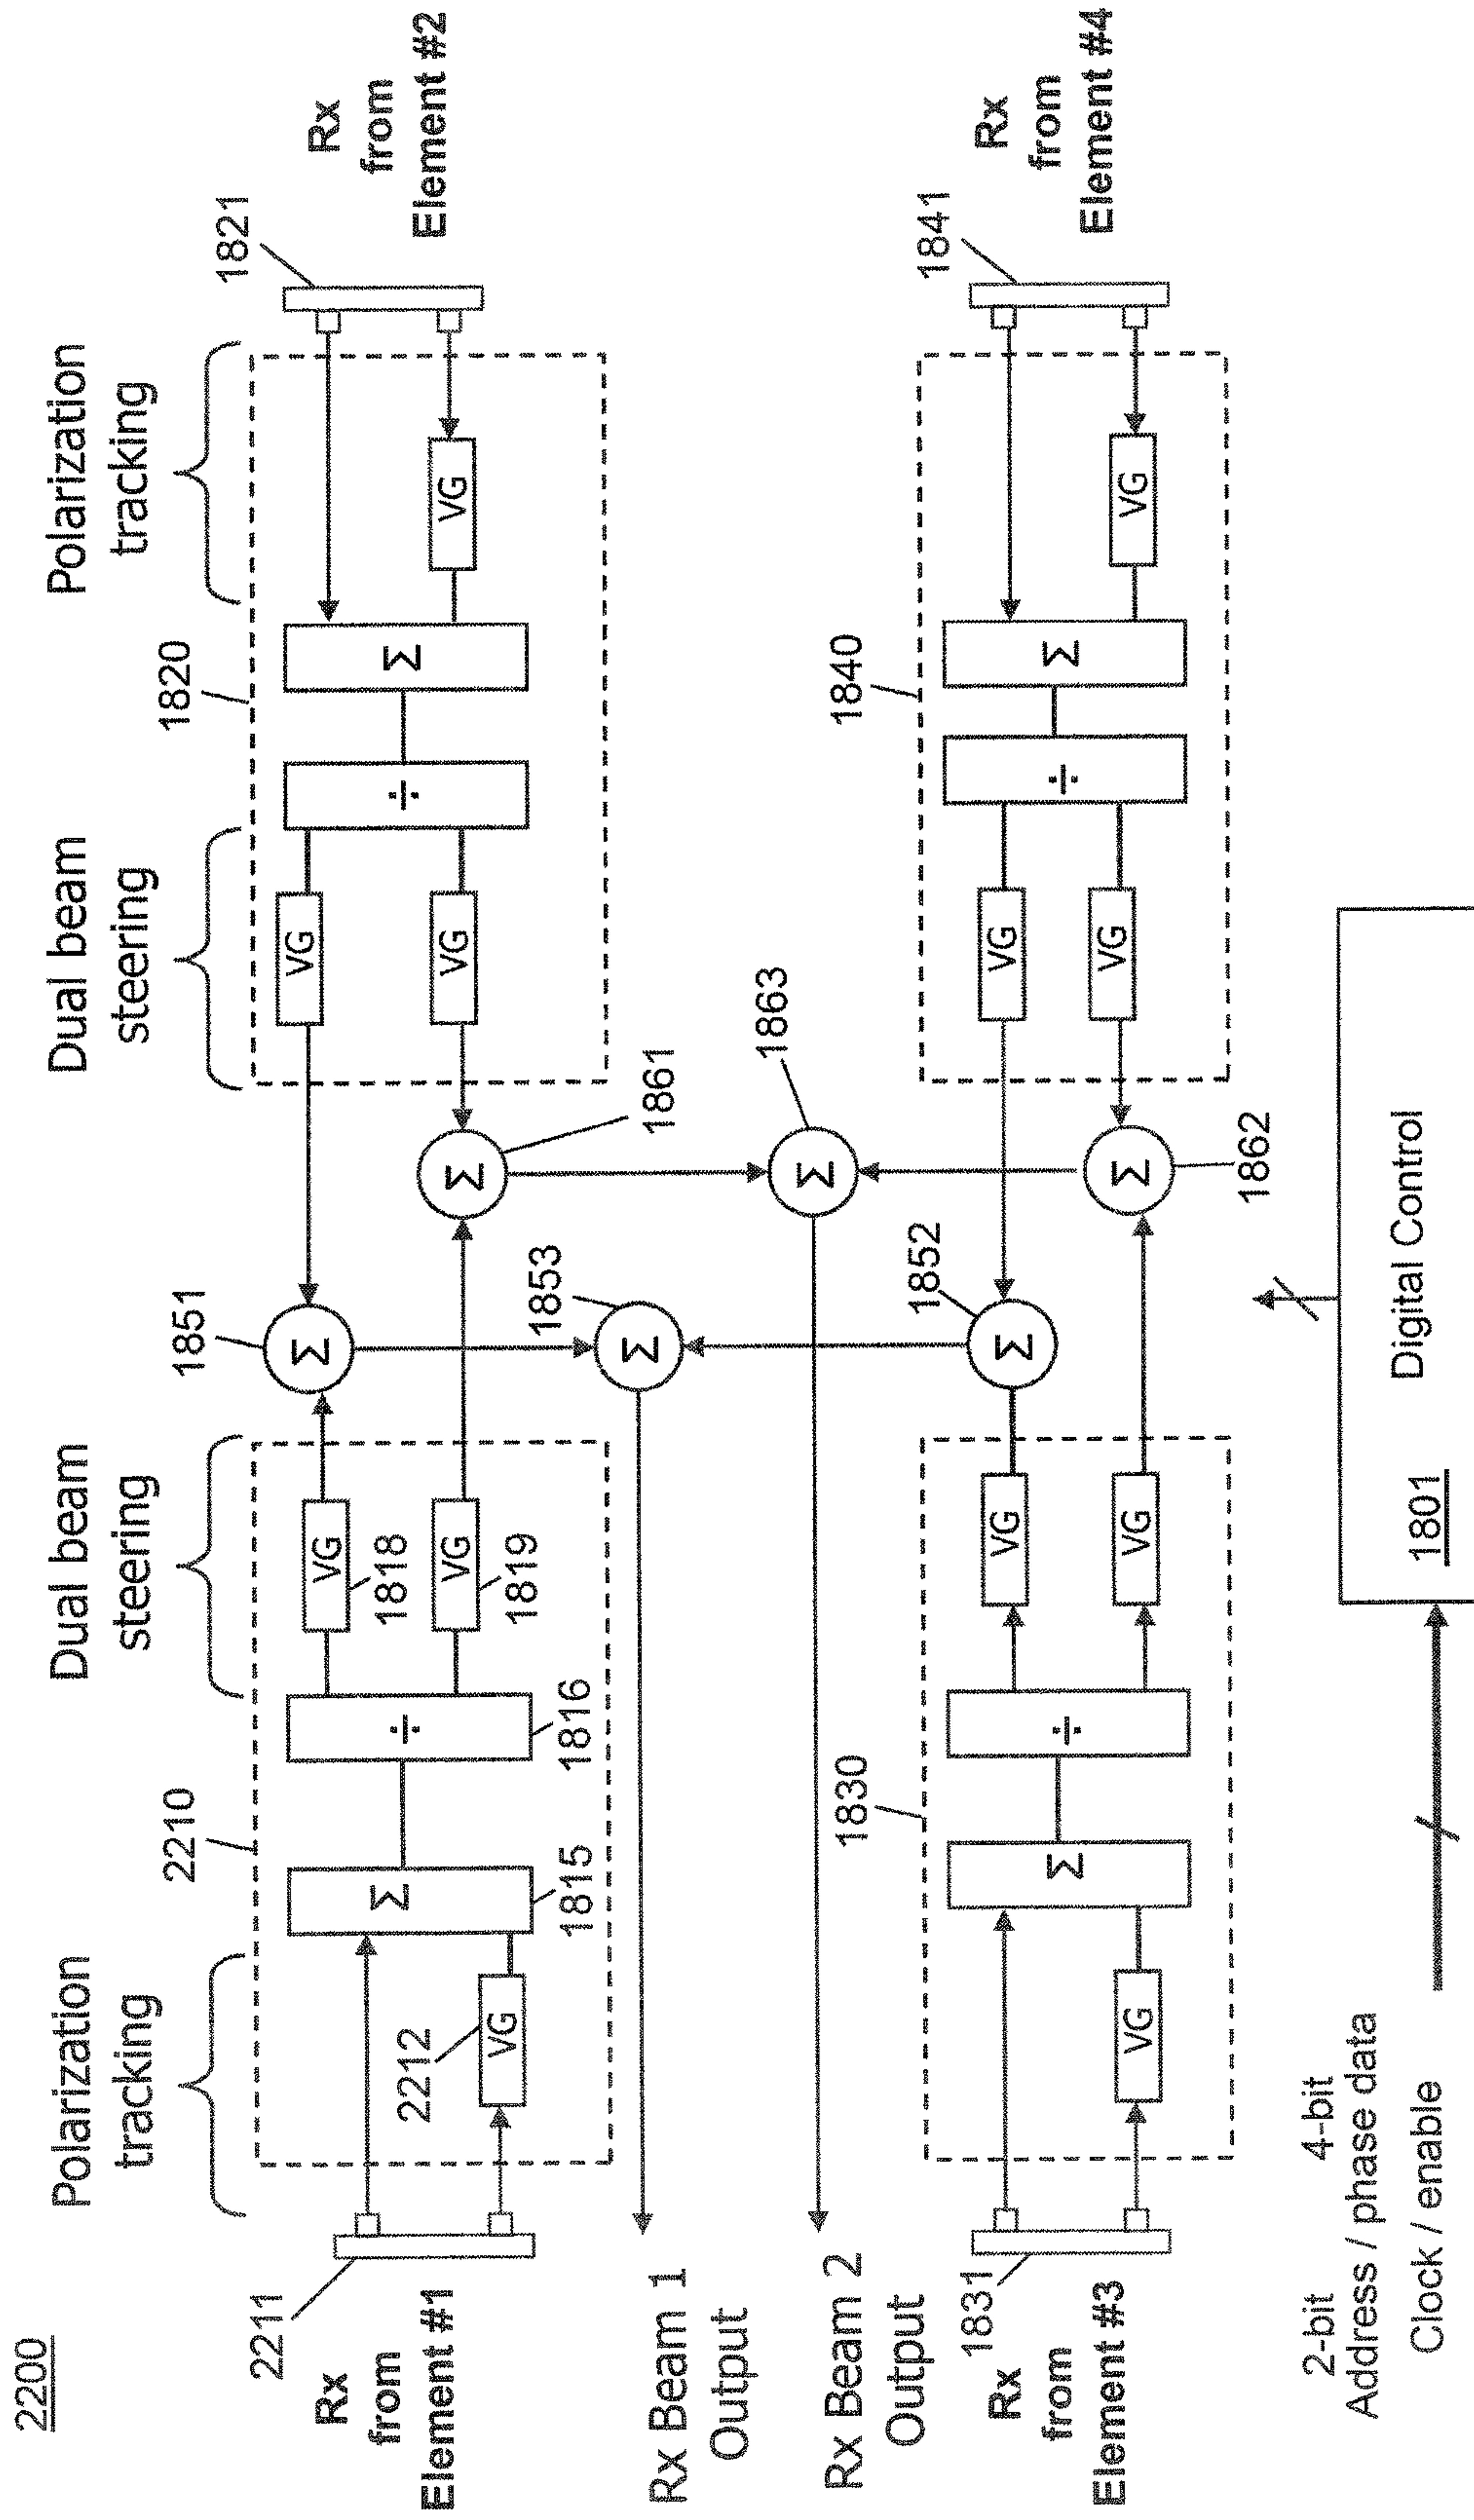 2200
Polarization
tracking
Dual beam
steering
Dual beam
steering
Polarization
tracking
2210
1820
2211
Rx
from
Element #1
2212
VG
Σ
1815
÷
1816
VG
1818
VG
1819
1851
Σ
Σ
1861
VG
VG
÷
Σ
VG
1821
Rx
from
Element #2
Rx Beam 1
Output
1853
Σ
1863
Σ
Rx Beam 2
Output
1830
1840
1831
Rx
from
Element #3
VG
Σ
÷
VG
VG
1852
Σ
Σ
1862
VG
VG
÷
Σ
VG
1841
Rx
from
Element #4
2-bit 4-bit
Address / phase data
Clock / enable
1801
Digital Control